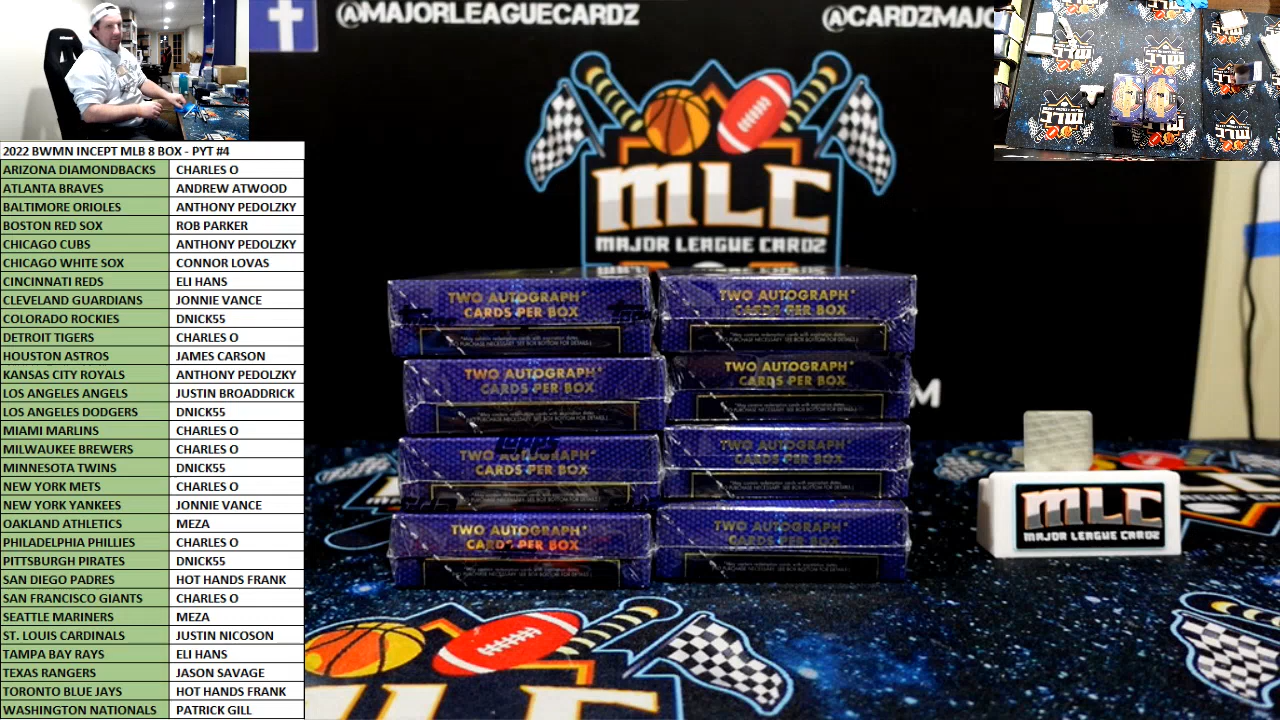 @MAJORLEAGUECARDZ
@CARDZMAJO
MLC
MAJOR LEAGUE CARDZ
2022 BWMN INCEPT MLB 8 BOX - PYT #4
ARIZONA DIAMONDBACKS CHARLES O
ATLANTA BRAVES ANDREW ATWOOD
BALTIMORE ORIOLES ANTHONY PEDOLZKY
BOSTON RED SOX ROB PARKER
CHICAGO CUBS ANTHONY PEDOLZKY
CHICAGO WHITE SOX CONNOR LOVAS
CINCINNATI REDS ELI HANS
CLEVELAND GUARDIANS JONNIE VANCE
COLORADO ROCKIES DNICK55
DETROIT TIGERS CHARLES O
HOUSTON ASTROS JAMES CARSON
KANSAS CITY ROYALS ANTHONY PEDOLZKY
LOS ANGELES ANGELS JUSTIN BROADDRICK
LOS ANGELES DODGERS DNICK55
MIAMI MARLINS CHARLES O
MILWAUKEE BREWERS CHARLES O
MINNESOTA TWINS DNICK55
NEW YORK METS CHARLES O
NEW YORK YANKEES JONNIE VANCE
OAKLAND ATHLETICS MEZA
PHILADELPHIA PHILLIES CHARLES O
PITTSBURGH PIRATES DNICK55
SAN DIEGO PADRES HOT HANDS FRANK
SAN FRANCISCO GIANTS CHARLES O
SEATTLE MARINERS MEZA
ST. LOUIS CARDINALS JUSTIN NICOSON
TAMPA BAY RAYS ELI HANS
TEXAS RANGERS JASON SAVAGE
TORONTO BLUE JAYS HOT HANDS FRANK
WASHINGTON NATIONALS PATRICK GILL
TWO AUTOGRAPH*
CARDS PER BOX
TWO AUTOGRAPH*
CARDS PER BOX
TWO AUTOGRAPH*
CARDS PER BOX
TWO AUTOGRAPH*
CARDS PER BOX
topps
TWO AUTOGRAPH*
CARDS PER BOX
TWO AUTOGRAPH*
CARDS PER BOX
TWO AUTOGRAPH*
CARDS PER BOX
TWO AUTOGRAPH*
CARDS PER BOX
M
MLC
MAJOR LEAGUE CARDZ